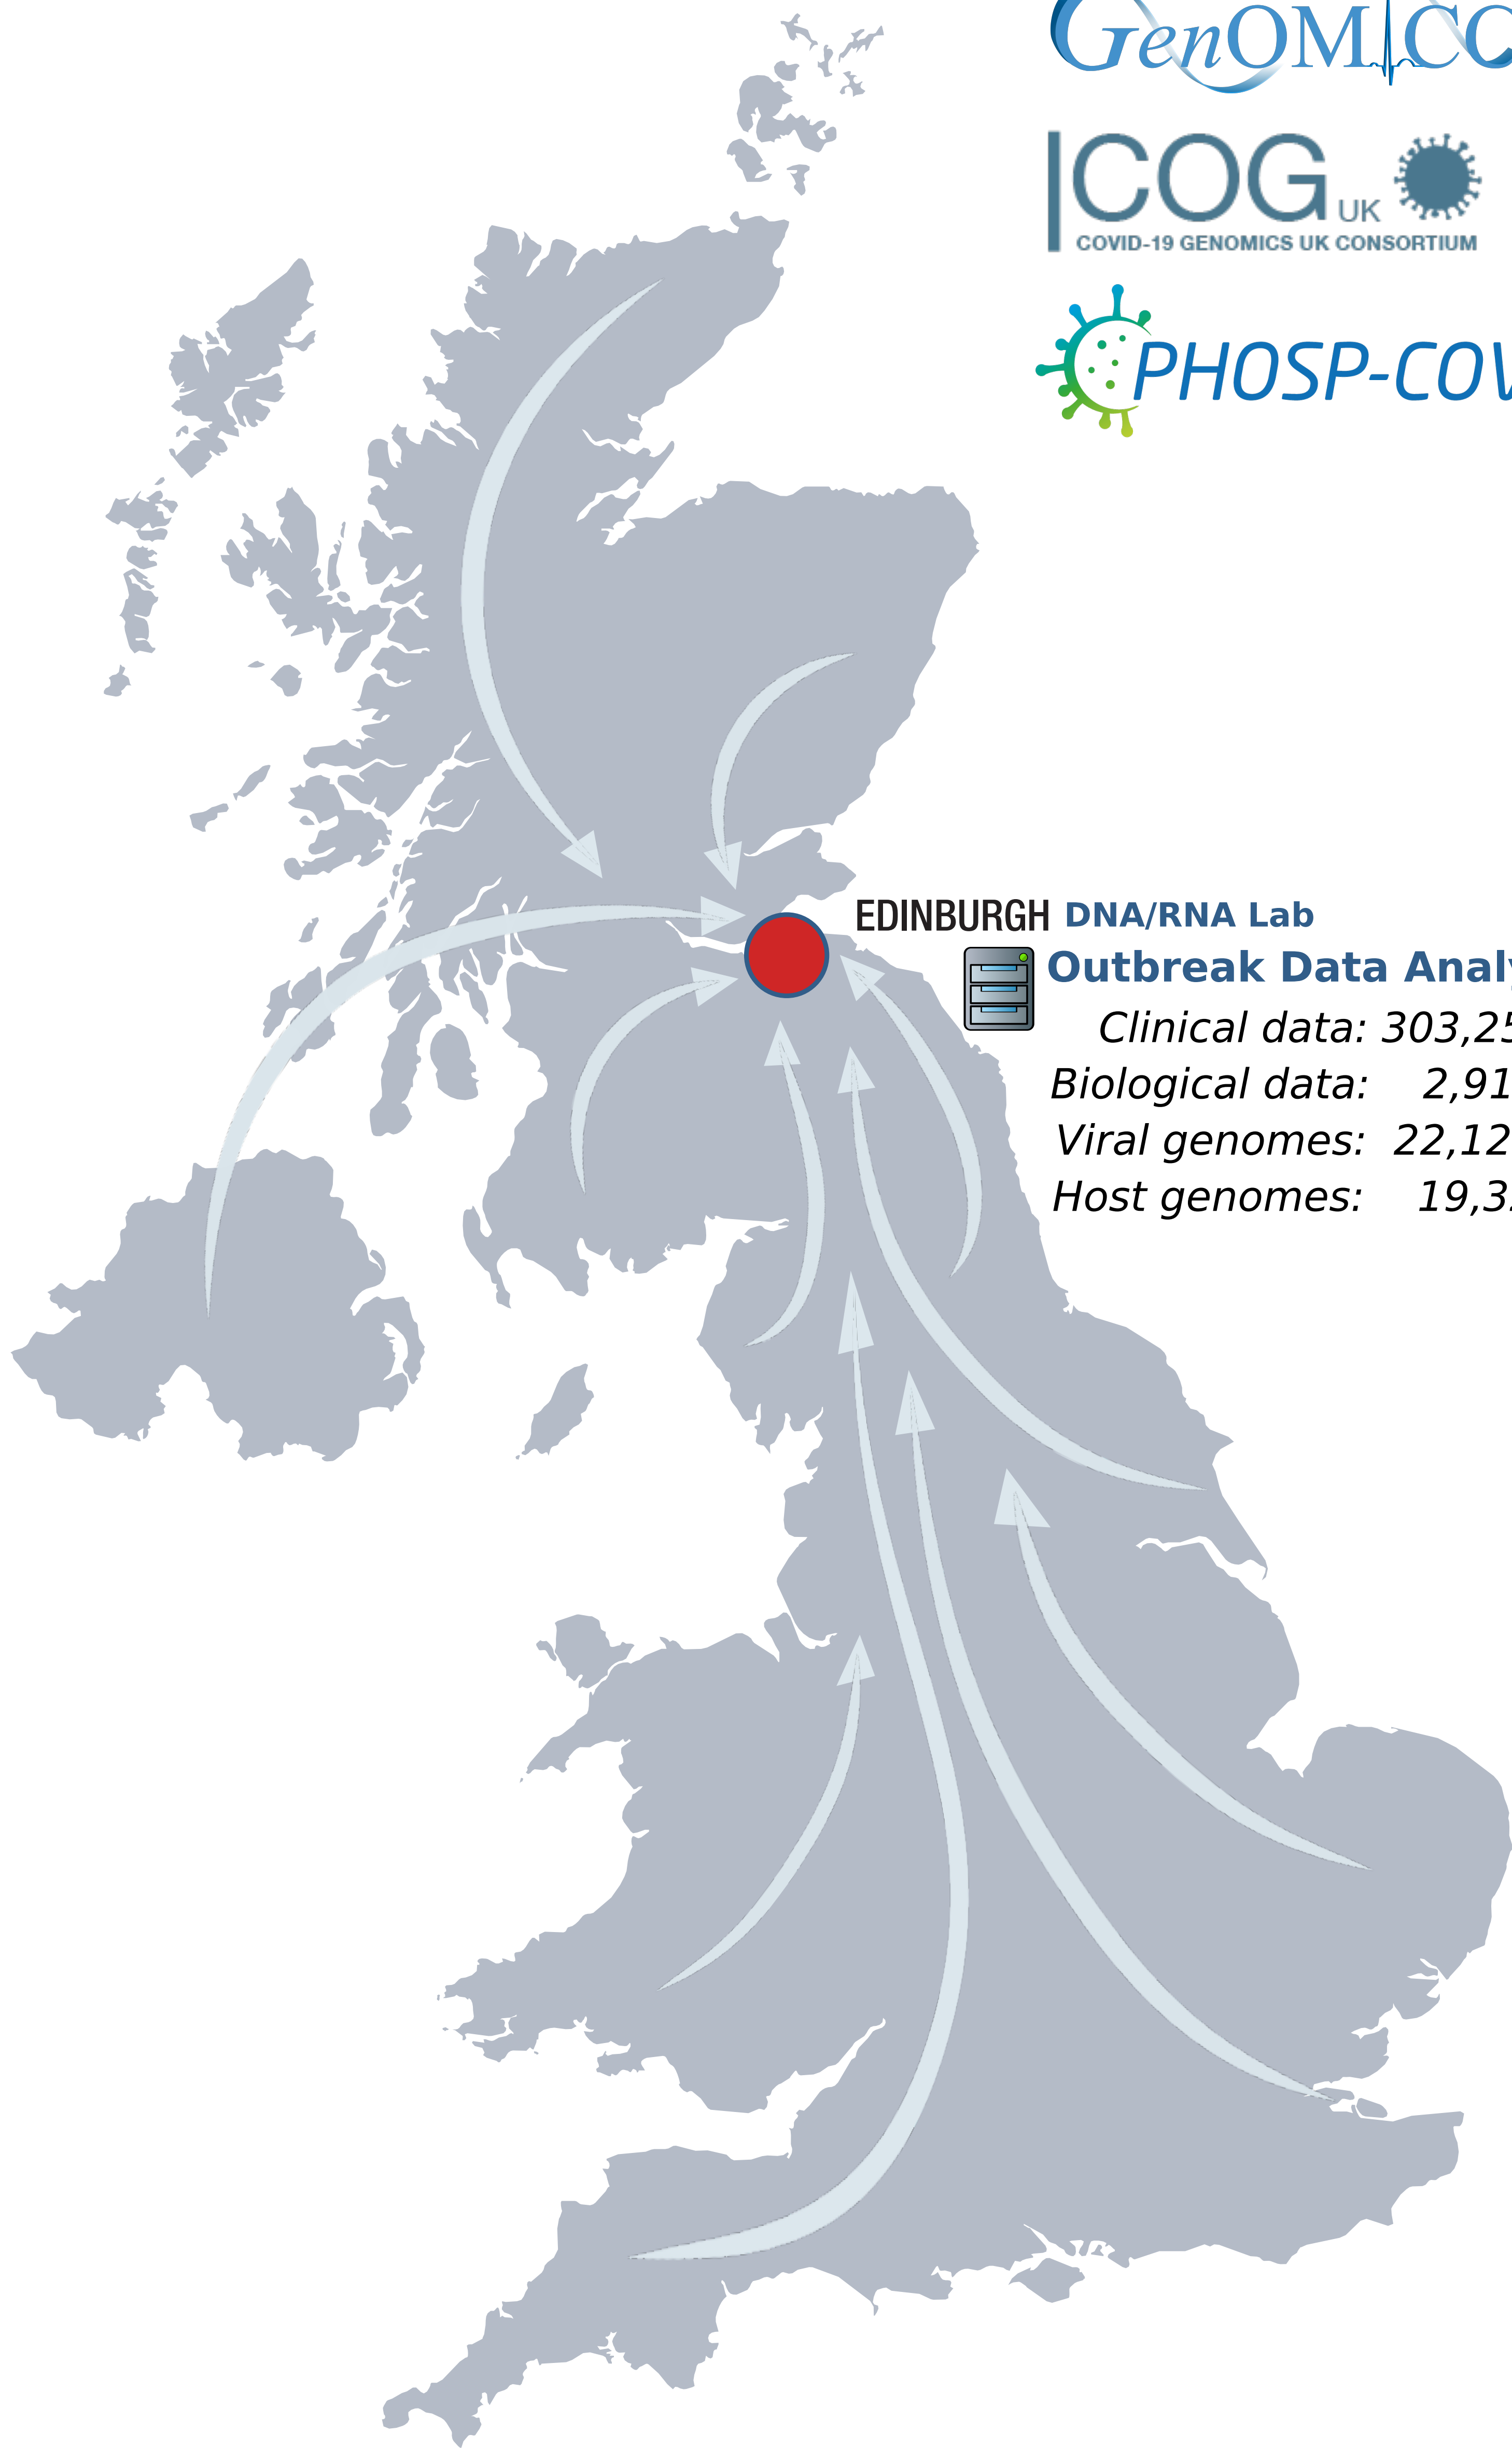 GenOMICC
COG UK
COVID-19 GENOMICS UK CONSORTIUM
PHOSP-COV
EDINBURGH DNA/RNA Lab
Outbreak Data Analy
Clinical data: 303,25
Biological data: 2,91
Viral genomes: 22,12
Host genomes: 19,3